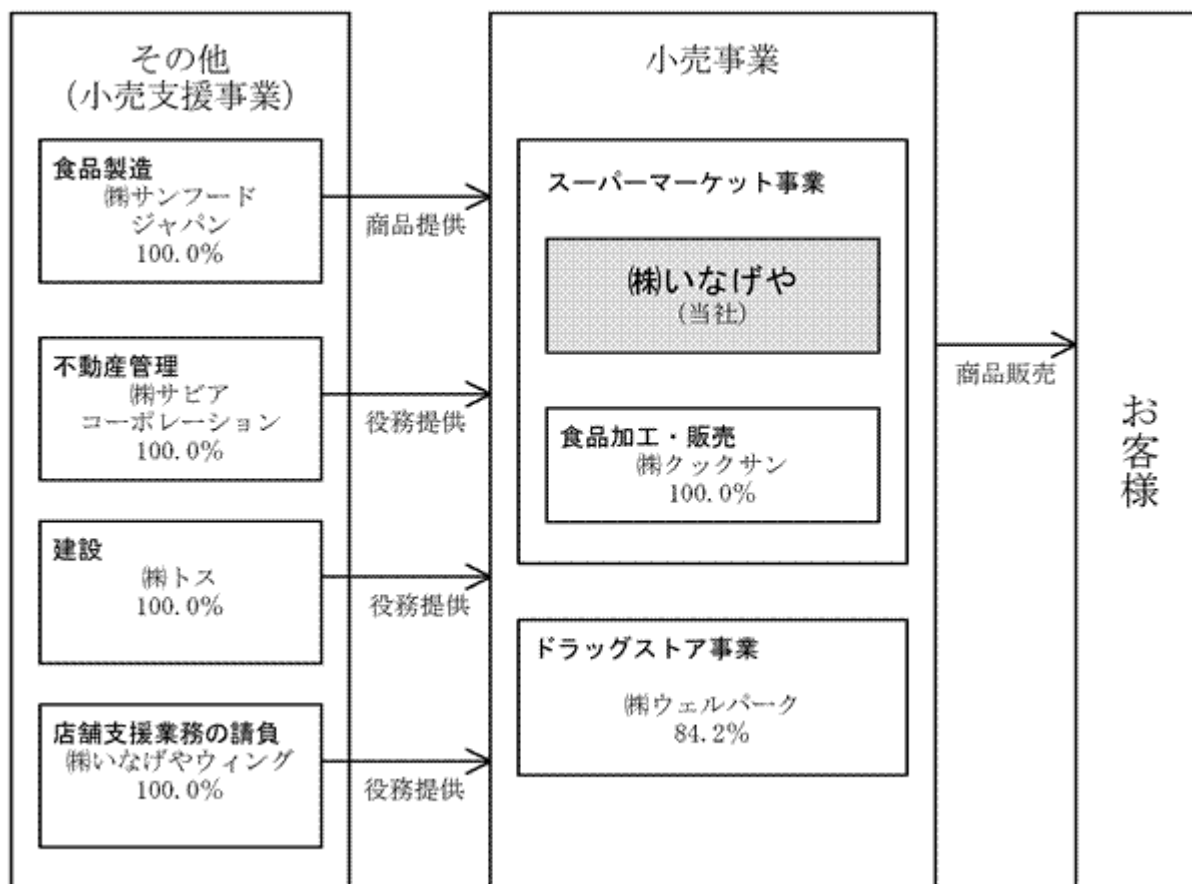 その他
(小売支援事業)
食品製造
㈱サンフード
ジャパン
100.0%
不動産管理
㈱サビア
コーポレーション
100.0%
建設
㈱トス
100.0%
店舗支援業務の請負
㈱いなげやウィング
100.0%
商品提供
役務提供
役務提供
役務提供
小売事業
スーパーマーケット事業
㈱いなげや
(当社)
食品加工・販売
㈱クックサン
100.0%
ドラッグストア事業
㈱ウェルパーク
84.2%
商品販売
お客様